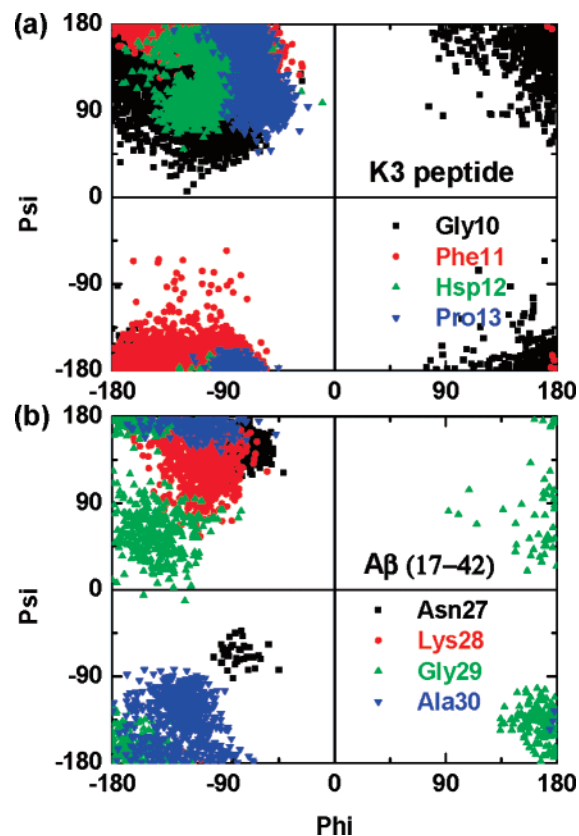 (a)
180
90
0
-90
-180
Psi
K3 peptide
Gly10
Phe11
Hsp12
Pro13
-180 -90 0 90 180
(b)
180
90
0
-90
-180
Psi
Aβ (17–42)
Asn27
Lys28
Gly29
Ala30
-180 -90 0 90 180
Phi